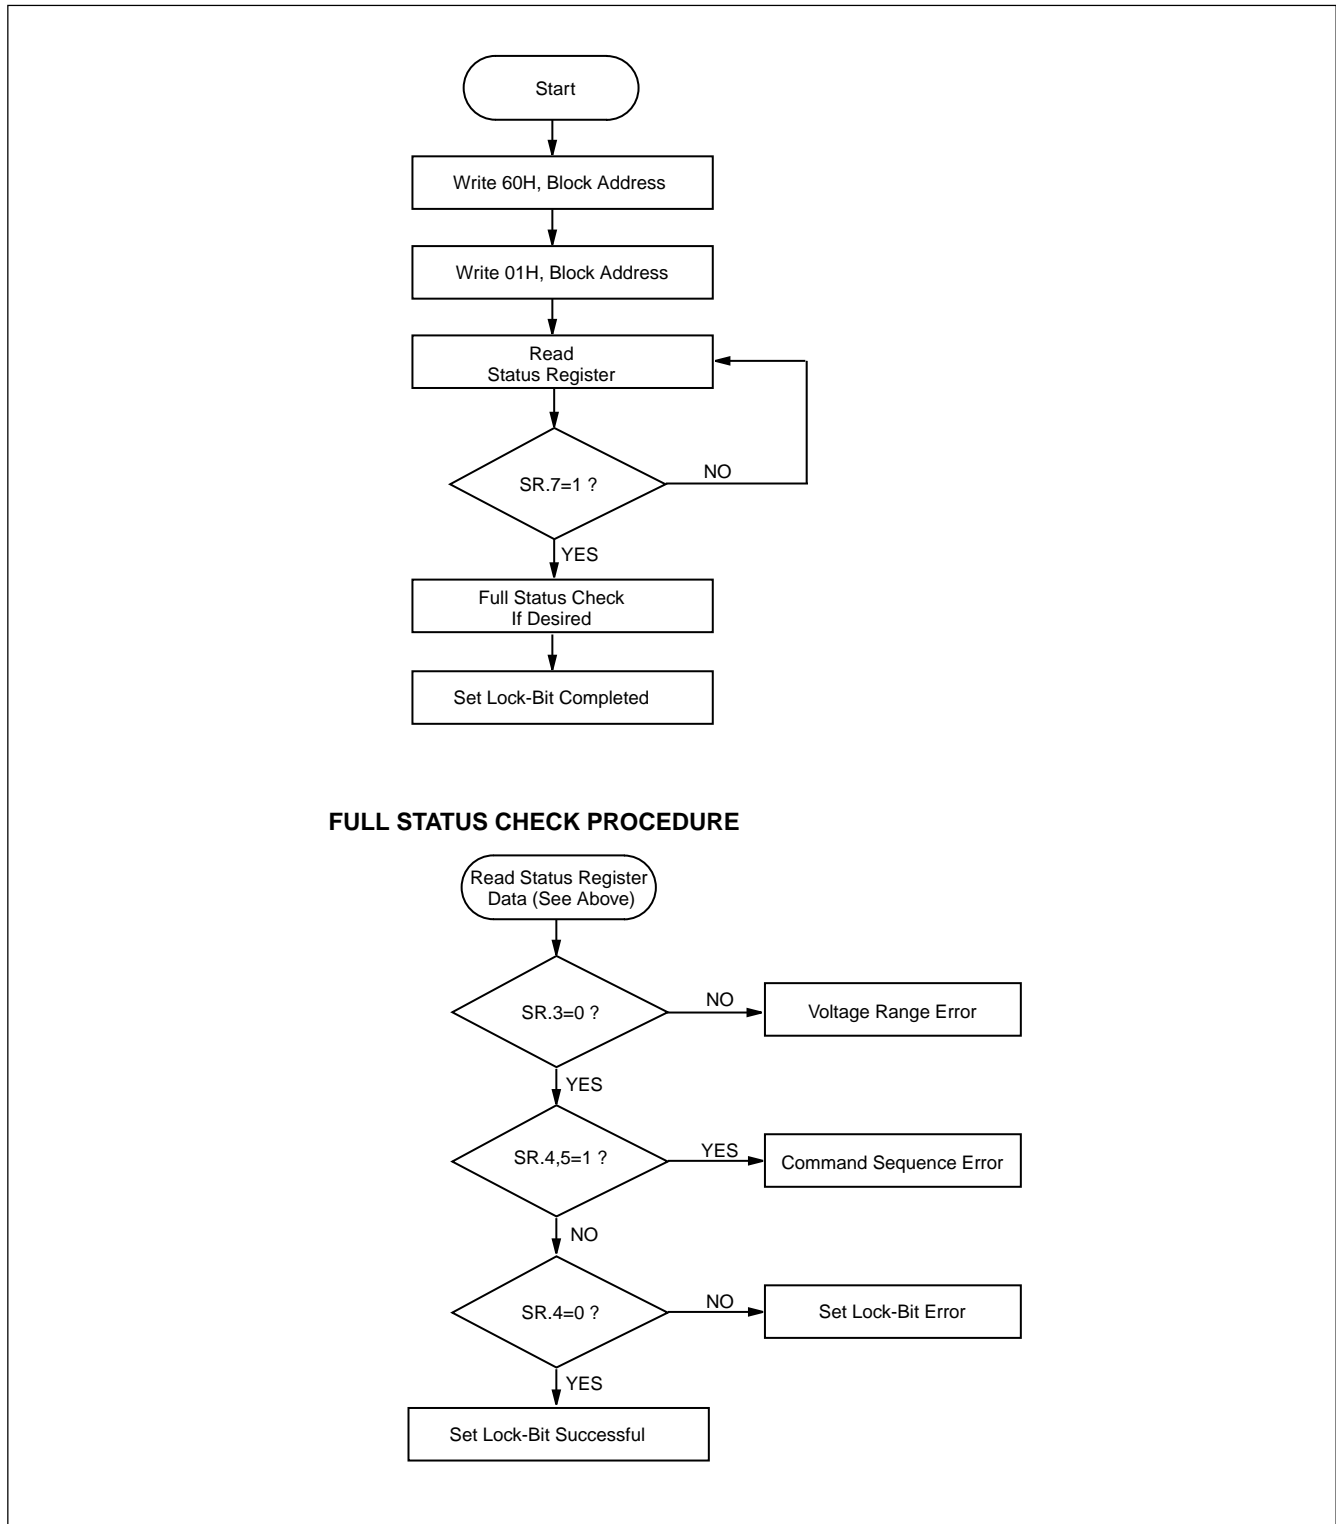 Start
Write 60H, Block Address
Write 01H, Block Address
Read
Status Register
SR.7=1 ?
NO
YES
Full Status Check
If Desired
Set Lock-Bit Completed
FULL STATUS CHECK PROCEDURE
Read Status Register
Data (See Above)
SR.3=0 ?
NO
Voltage Range Error
YES
SR.4,5=1 ?
YES
Command Sequence Error
NO
SR.4=0 ?
NO
Set Lock-Bit Error
YES
Set Lock-Bit Successful